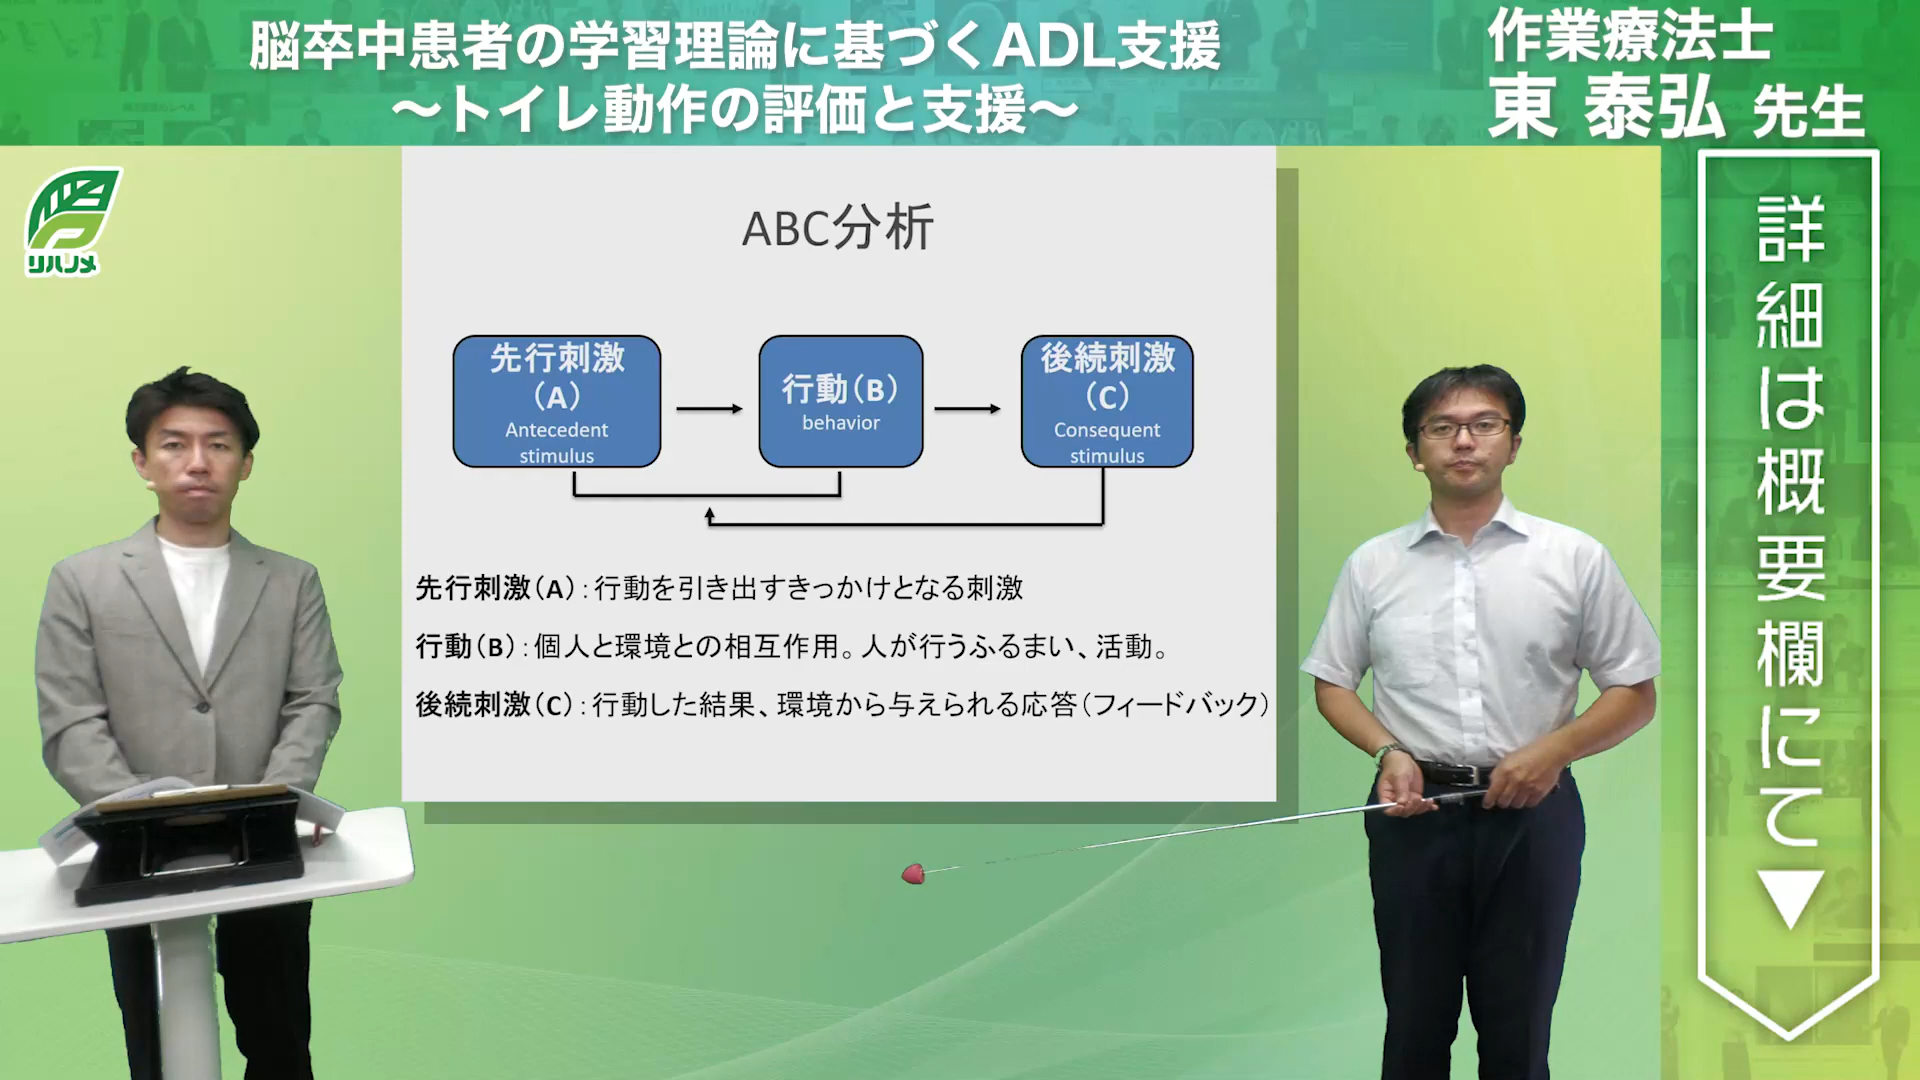 脳卒中患者の学習理論に基づくADL支援
～トイレ動作の評価と支援～
作業療法士
東 泰弘 先生
リハノメ
ABC分析
先行刺激
（A）
Antecedent
stimulus
行動（B）
behavior
後続刺激
（C）
Consequent
stimulus
先行刺激（A）：行動を引き出すきっかけとなる刺激
行動（B）：個人と環境との相互作用。人が行うふるまい、活動。
後続刺激（C）：行動した結果、環境から与えられる応答（フィードバック）
詳細は概要欄にて▼